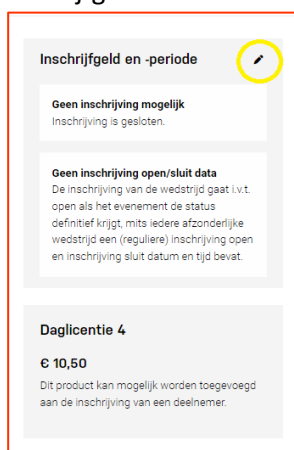 Inschrijfgeld en -periode
Geen inschrijving mogelijk
Inschrijving is gesloten.
Geen inschrijving open/sluit data
De inschrijving van de wedstrijd gaat i.v.t.
open als het evenement de status
definitief krijgt, mits iedere afzonderlijke
wedstrijd een (reguliere) inschrijving open
en inschrijving sluit datum en tijd bevat.
Daglicentie 4
€ 10,50
Dit product kan mogelijk worden toegevoegd
aan de inschrijving van een deelnemer.